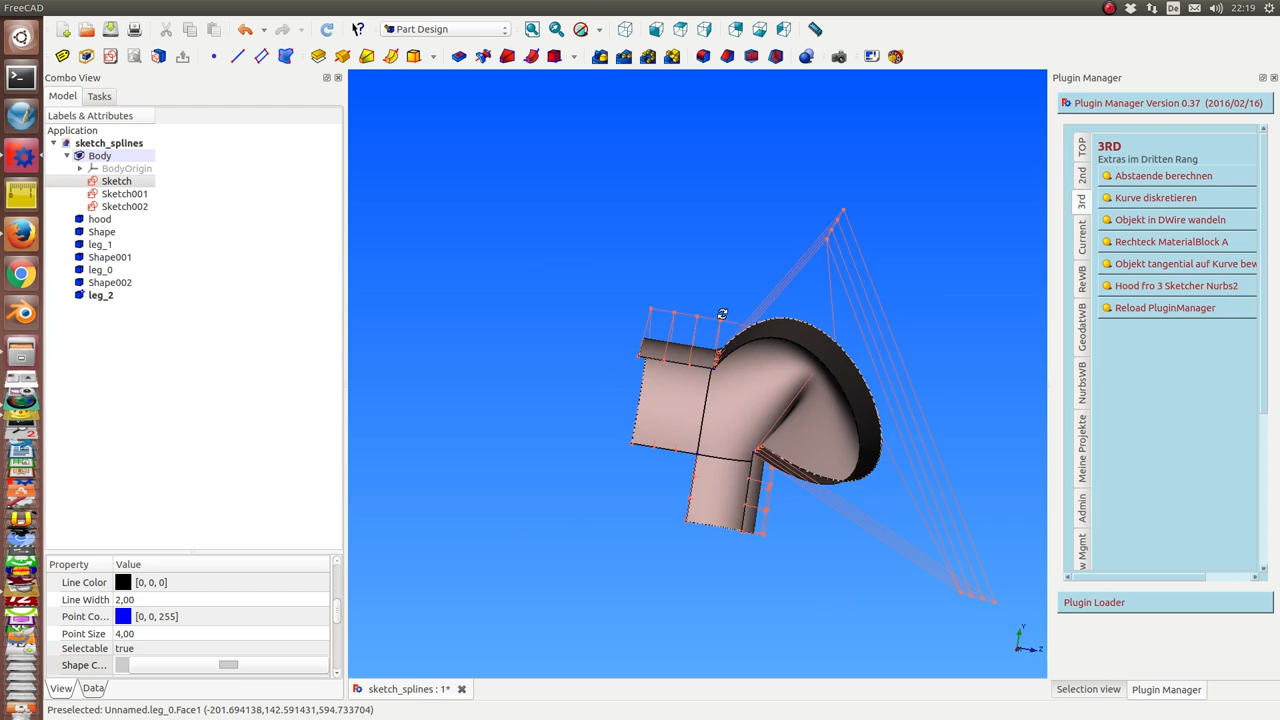 FreeCAD
De
22:19
Part Design
Combo View
Model
Tasks
Labels & Attributes
Application
sketch_splines
Body
BodyOrigin
Sketch
Sketch001
Sketch002
hood
Shape
leg_1
Shape001
leg_0
Shape002
leg_2
Property
Value
Line Color
[0, 0, 0]
Line Width
2,00
Point Co...
[0, 0, 255]
Point Size
4,00
Selectable
true
Shape C...
View
Data
sketch_splines : 1*
Y
Z
Plugin Manager
Plugin Manager Version 0.37 (2016/02/16)
TOP
2nd
3rd
Current
ReWB
GeodatWB
NurbsWB
Meine Projekte
Admin
w Mgmt
3RD
Extras im Dritten Rang
Abstaende berechnen
Kurve diskretieren
Objekt in DWire wandeln
Rechteck MaterialBlock A
Objekt tangential auf Kurve bew
Hood fro 3 Sketcher Nurbs2
Reload PluginManager
Plugin Loader
Selection view
Plugin Manager
Preselected: Unnamed.leg_0.Face1 (-201.694138,142.591431,594.733704)